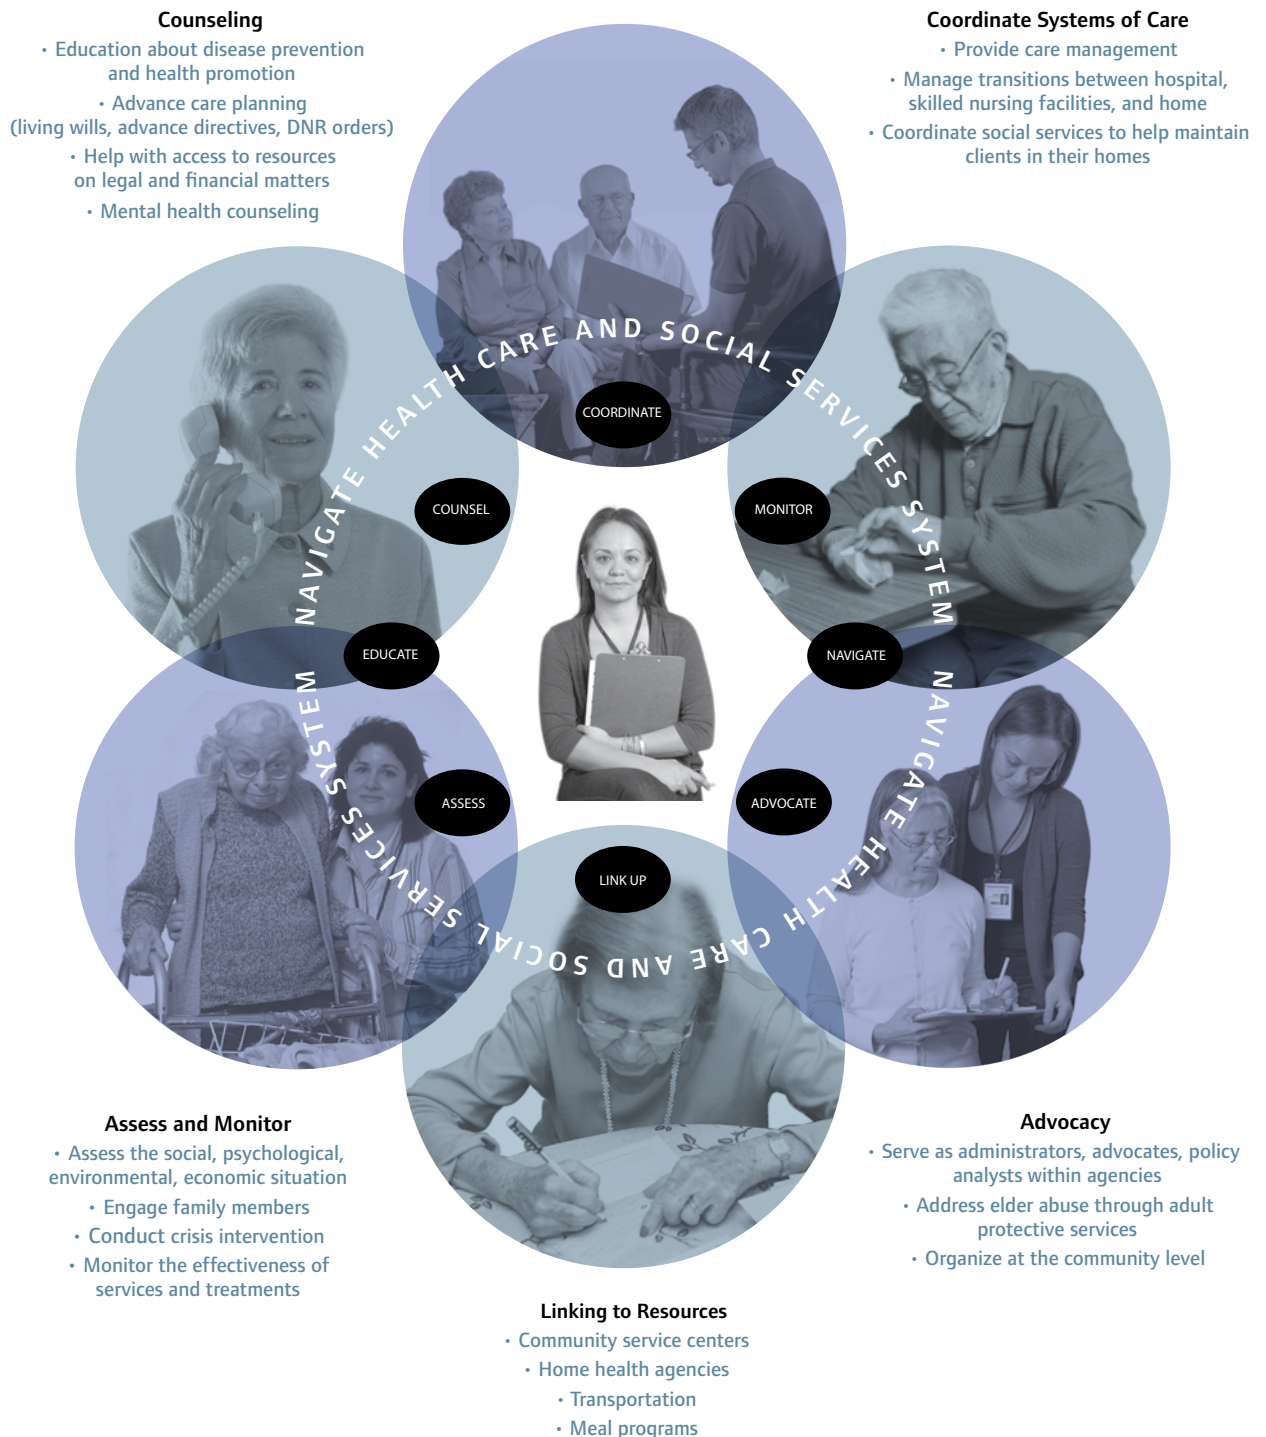 Counseling
• Education about disease prevention
and health promotion
• Advance care planning
(living wills, advance directives, DNR orders)
• Help with access to resources
on legal and financial matters
• Mental health counseling
Coordinate Systems of Care
• Provide care management
• Manage transitions between hospital,
skilled nursing facilities, and home
• Coordinate social services to help maintain
clients in their homes
NAVIGATE HEALTH CARE AND SOCIAL SERVICES SYSTEM
COORDINATE
COUNSEL
MONITOR
EDUCATE
NAVIGATE
ASSESS
ADVOCATE
LINK UP
NAVIGATE HEALTH CARE AND SOCIAL SERVICES SYSTEM
Assess and Monitor
• Assess the social, psychological,
environmental, economic situation
• Engage family members
• Conduct crisis intervention
• Monitor the effectiveness of
services and treatments
Advocacy
• Serve as administrators, advocates, policy
analysts within agencies
• Address elder abuse through adult
protective services
• Organize at the community level
Linking to Resources
• Community service centers
• Home health agencies
• Transportation
• Meal programs